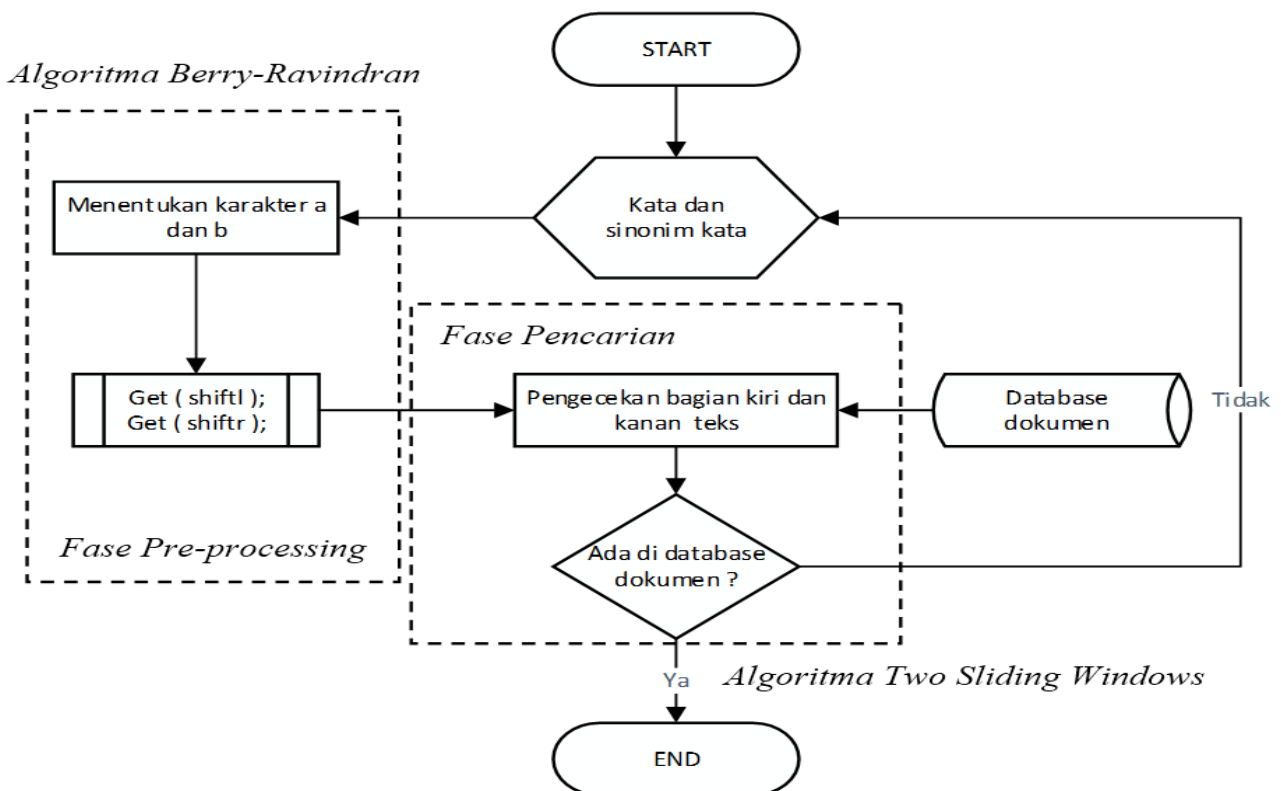 START
Algoritma Berry-Ravindran
Menentukan karakter a
dan b
Kata dan
sinonim kata
Fase Pencarian
Get ( shiftl );
Get ( shiftr );
Pengecekan bagian kiri dan
kanan teks
Database
dokumen
Tidak
Fase Pre-processing
Ada di database
dokumen ?
Ya
Algoritma Two Sliding Windows
END